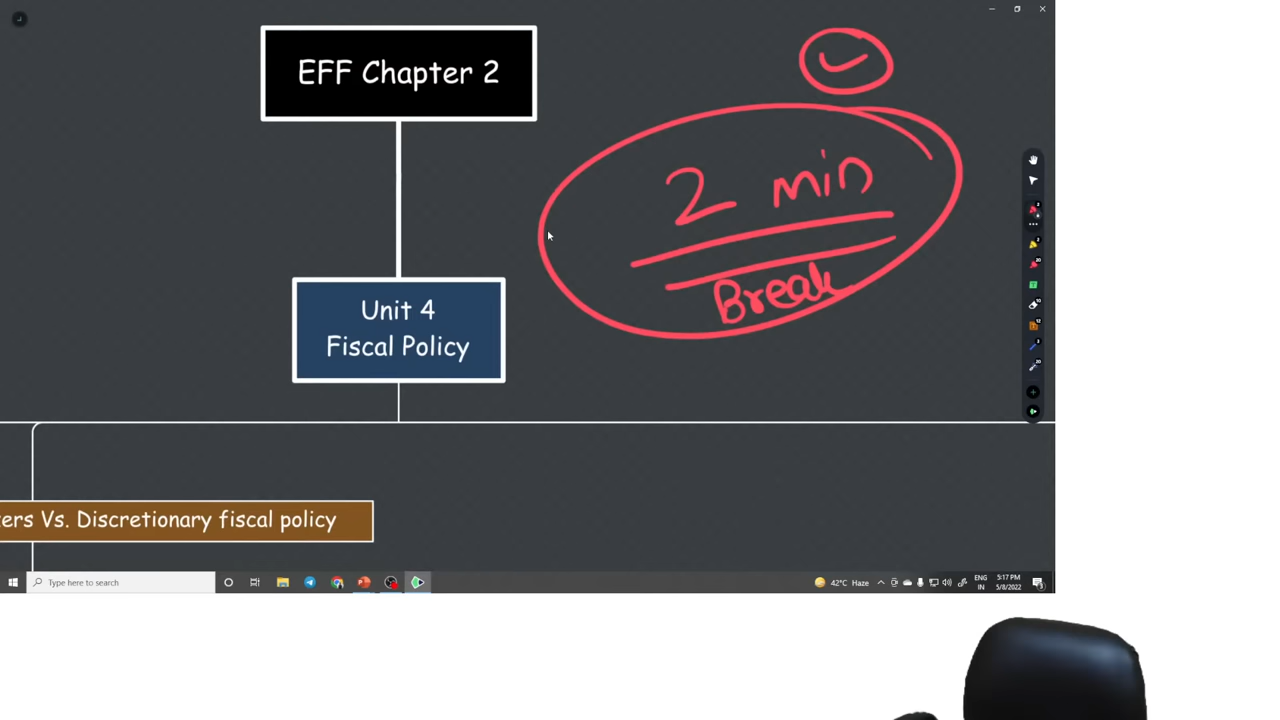 EFF Chapter 2
2 min
Break
Unit 4
Fiscal Policy
ers Vs. Discretionary fiscal policy
Type here to search
42°C Haze
ENG
IN
5:17 PM
5/8/2022